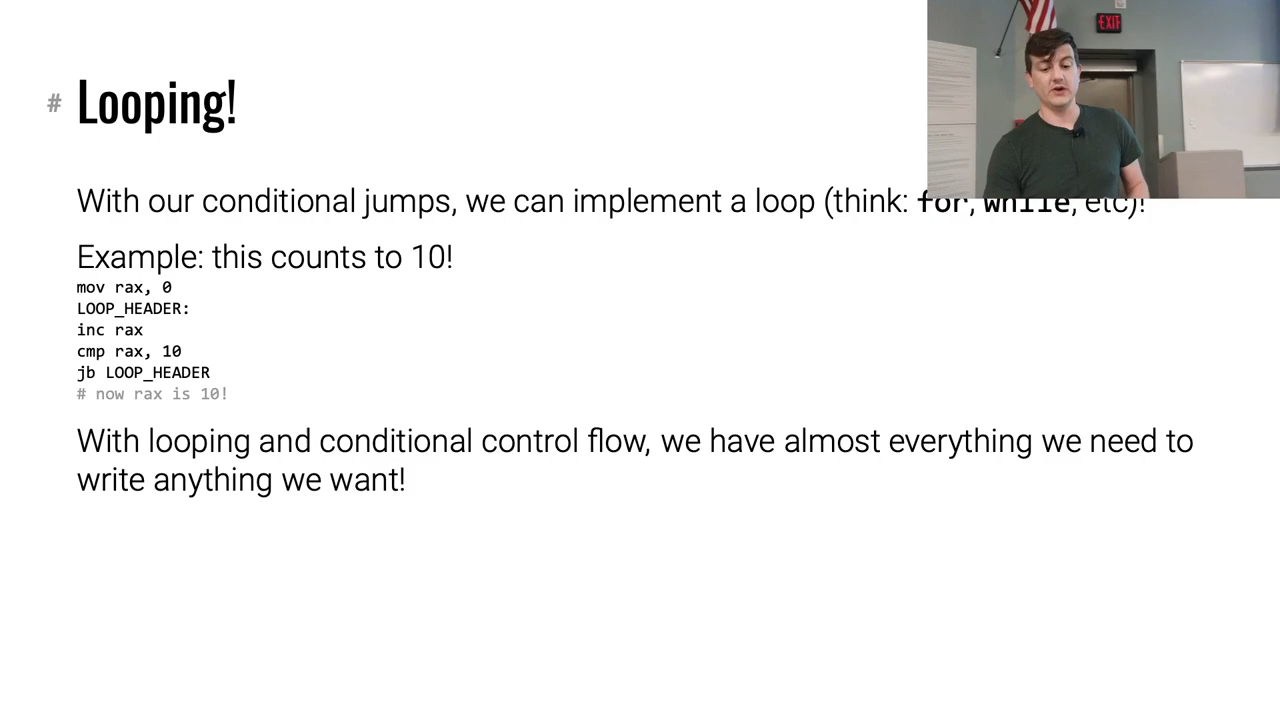 # Looping!
EXIT
With our conditional jumps, we can implement a loop (think: for, while, etc)!
Example: this counts to 10!
mov rax, 0
LOOP_HEADER:
inc rax
cmp rax, 10
jb LOOP_HEADER
# now rax is 10!
With looping and conditional control flow, we have almost everything we need to
write anything we want!